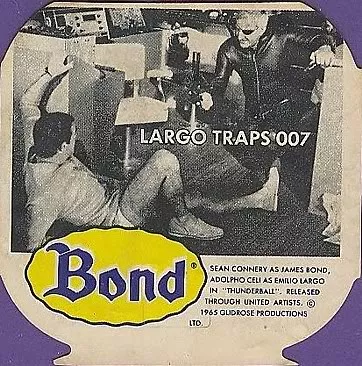 LARGO TRAPS 007
Bond®
SEAN CONNERY AS JAMES BOND,
ADOLPHO CELI AS EMILIO LARGO
IN "THUNDERBALL". RELEASED
THROUGH UNITED ARTISTS. ©
1965 GLIDROSE PRODUCTIONS
LTD.